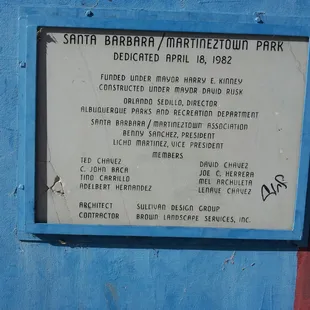 SANTA BARBARA/MARTINEZTOWN PARK
DEDICATED APRIL 18, 1982
FUNDED UNDER MAYOR HARRY E. KINNEY
CONSTRUCTED UNDER MAYOR DAVID RUSK
ORLANDO SEDILLO, DIRECTOR
ALBUQUERQUE PARKS AND RECREATION DEPARTMENT
SANTA BARBARA/MARTINEZTOWN ASSOCIATION
BENNY SANCHEZ, PRESIDENT
LICHO MARTINEZ, VICE PRESIDENT
MEMBERS
TED CHAVEZ
C. JOHN BACA
TINO CARRILLO
ADELBERT HERNANDEZ
DAVID CHAVEZ
JOE C. HERRERA
MEL ARCHULETA
LENAVE CHAVEZ
ARCHITECT SULLIVAN DESIGN GROUP
CONTRACTOR BROWN LANDSCAPE SERVICES, INC.